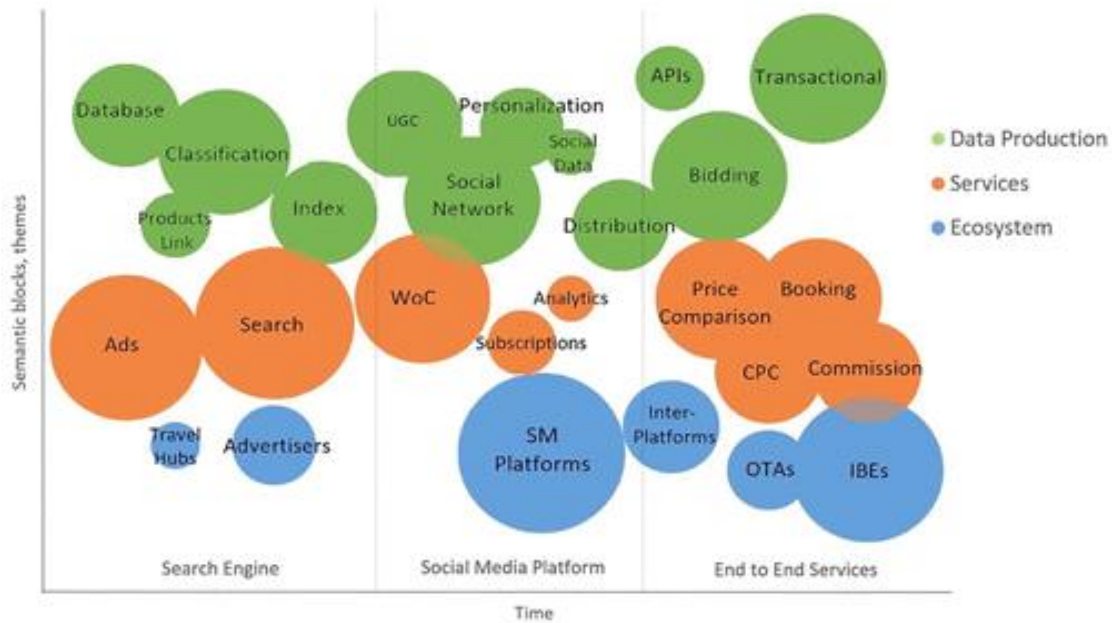 Semantic blocks, themes
Database
Classification
Products
Link
Index
UGC
Personalization
Social
Data
Social
Network
Distribution
APIs
Transactional
Bidding
Ads
Search
WoC
Analytics
Subscriptions
Price
Comparison
Booking
CPC
Commission
Travel
Hubs
Advertisers
SM
Platforms
Inter-
Platforms
OTAs
IBEs
Data Production
Services
Ecosystem
Search Engine
Social Media Platform
End to End Services
Time